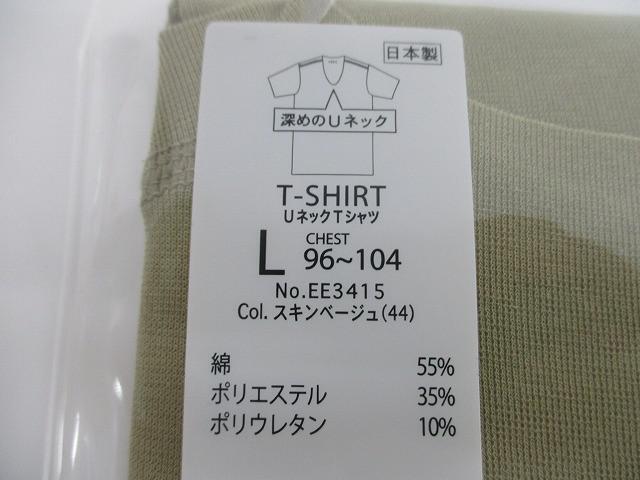 日本製
深めのUネック
T-SHIRT
UネックTシャツ
L CHEST 96~104
No.EE3415
Col. スキンベージュ(44)
綿 55%
ポリエステル 35%
ポリウレタン 10%